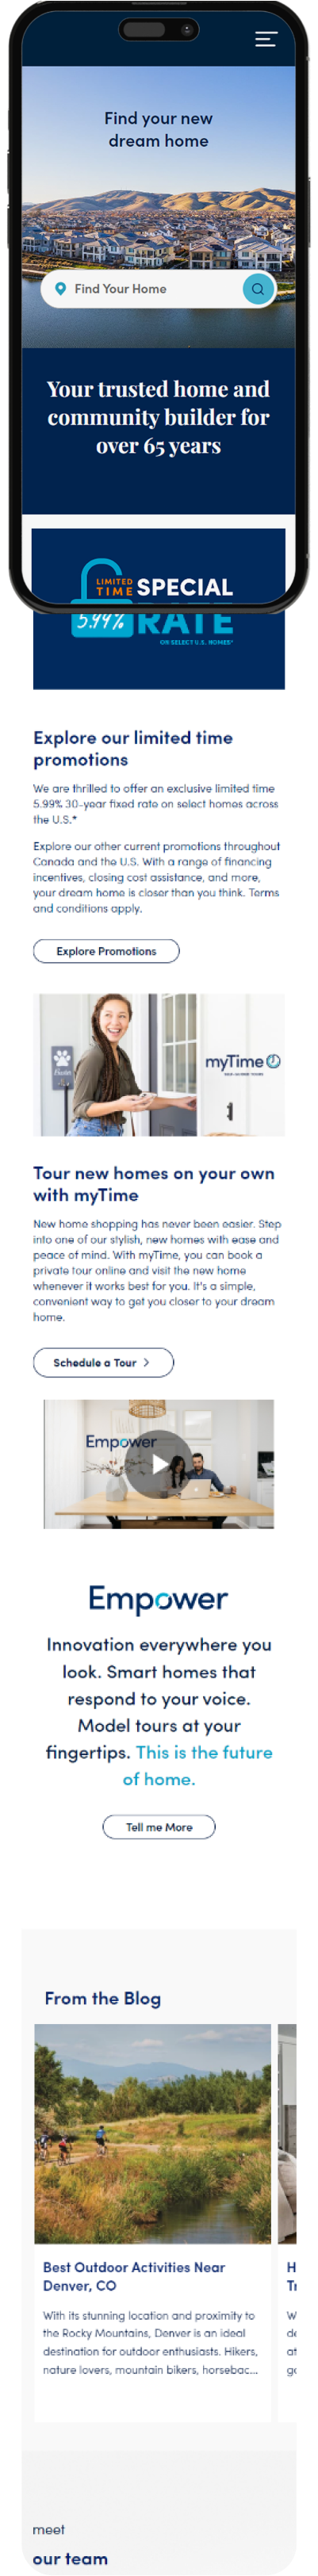 Find your new
dream home
Find Your Home
Your trusted home and
community builder for
over 65 years
LIMITED
TIME
SPECIAL
5.99%
RATE
ON SELECT U.S. HOMES*
Explore our limited time
promotions
We are thrilled to offer an exclusive limited time
5.99% 30-year fixed rate on select homes across
the U.S.*
Explore our other current promotions throughout
Canada and the U.S. With a range of financing
incentives, closing cost assistance, and more,
your dream home is closer than you think. Terms
and conditions apply.
Explore Promotions
myTime
Tour new homes on your own
with myTime
New home shopping has never been easier. Step
into one of our stylish, new homes with ease and
peace of mind. With myTime, you can book a
private tour online and visit the new home
whenever it works best for you. It's a simple,
convenient way to get you closer to your dream
home.
Schedule a Tour >
Empower
Empower
Innovation everywhere you
look. Smart homes that
respond to your voice.
Model tours at your
fingertips. This is the future
of home.
Tell me More
From the Blog
Best Outdoor Activities Near
Denver, CO
With its stunning location and proximity to
the Rocky Mountains, Denver is an ideal
destination for outdoor enthusiasts. Hikers,
nature lovers, mountain bikers, horsebac...
meet
our team